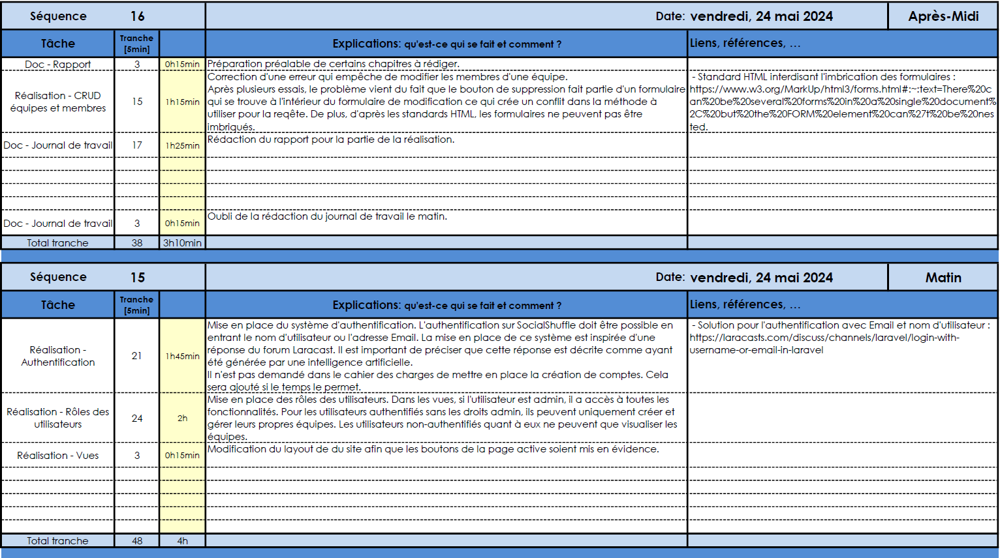 Séquence 16 Date: vendredi, 24 mai 2024 Après-Midi
Tâche Tranche [5min] Explications: qu'est-ce qui se fait et comment ? Liens, références, …
Doc - Rapport 3 0h15min Préparation préalable de certains chapitres à rédiger.
Réalisation - CRUD
équipes et membres
15
1h15min
Correction d'une erreur qui empêche de modifier les membres d'une équipe.
Après plusieurs essais, le problème vient du fait que le bouton de suppression fait partie d'un formulaire
qui se trouve à l'intérieur du formulaire de modification ce qui crée un conflit dans la méthode à
utiliser pour la reqête. De plus, d'après les standards HTML, les formulaires ne peuvent pas être
imbriqués.
- Standard HTML interdisant l'imbrication des formulaires :
https://www.w3.org/MarkUp/html3/forms.html#:~:text=There%20c
an%20be%20several%20forms%20in%20a%20single%20document%
2C%20but%20the%20FORM%20element%20can%27t%20be%20nes
ted.
Doc - Journal de travail 17 1h25min Rédaction du rapport pour la partie de la réalisation.
Doc - Journal de travail 3 0h15min Oubli de la rédaction du journal de travail le matin.
Total tranche 38 3h10min
Séquence 15 Date: vendredi, 24 mai 2024 Matin
Tâche Tranche [5min] Explications: qu'est-ce qui se fait et comment ? Liens, références, …
Réalisation -
Authentification
21
1h45min
Mise en place du système d'authentification. L'authentification sur SocialShuffle doit être possible en
entrant le nom d'utilisateur ou l'adresse Email. La mise en place de ce système est inspirée d'une
réponse du forum Laracast. Il est important de préciser que cette réponse est décrite comme ayant
été générée par une intelligence artificielle.
Il n'est pas demandé dans le cahier des charges de mettre en place la création de comptes. Cela
sera ajouté si le temps le permet.
- Solution pour l'authentification avec Email et nom d'utilisateur :
https://laracasts.com/discuss/channels/laravel/login-with-
username-or-email-in-laravel
Réalisation - Rôles des
utilisateurs
24
2h
Mise en place des rôles des utilisateurs. Dans les vues, si l'utilisateur est admin, il a accès à toutes les
fonctionnalités. Pour les utilisateurs authentifiés sans les droits admin, ils peuvent uniquement créer et
gérer leurs propres équipes. Les utilisateurs non-authentifiés quant à eux ne peuvent que visualiser les
équipes.
Réalisation - Vues 3 0h15min Modification du layout de du site afin que les boutons de la page active soient mis en évidence.
Total tranche 48 4h